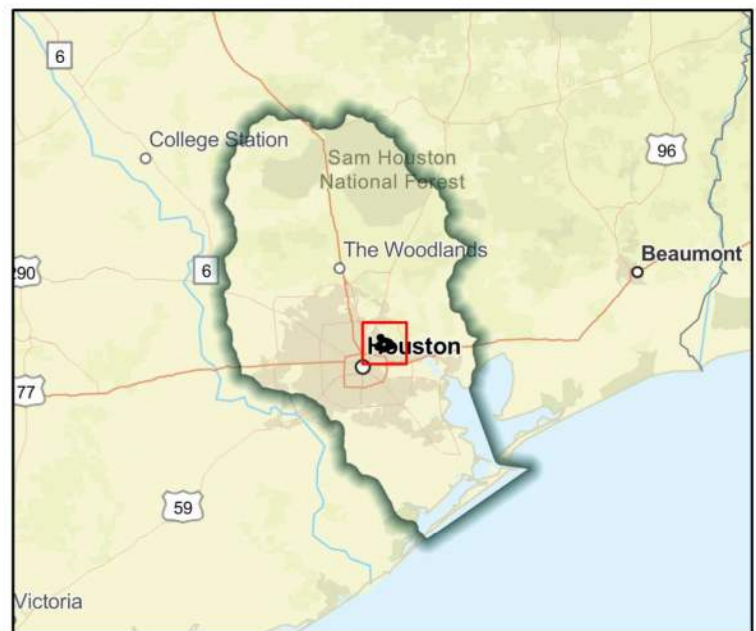 6
College Station
Sam Houston
National Forest
96
The Woodlands
Beaumont
290
6
Houston
77
59
Victoria